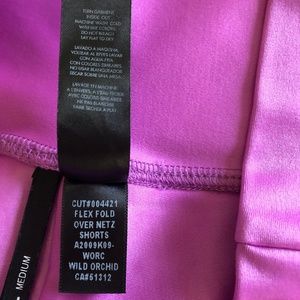 TURN GARMENT
INSIDE OUT
MACHINE WASH COLD
WITH LIKE COLORS
DO NOT BLEACH
LAY FLAT TO DRY
LAVADO A MAQUINA
VOLTEAR AL REVES LAVAR
CON AGUA FRIA
CON COLORES SIMILARES
NO USAR BLANQUEADOR
SECAR SOBRE UNA MESA
LAVAGE EN MACHINE
A L'ENVERS, A L'EAU FROIDE
AVEC COULEURS SIMILAIRES
NE PAS BLANCHIR
FAIRE SECHER A PLAT
CUT#004421
FLEX FOLD
OVER NETZ
SHORTS
A2009K09-
WORC
WILD ORCHID
CA#51312
MEDIUM